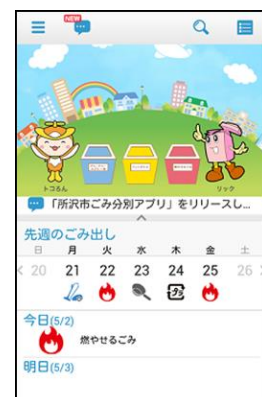 NEW
トコろん
リック
「所沢市ごみ分別アプリ」をリリースし...
先週のごみ出し
日 月 火 水 木 金 土
20 21 22 23 24 25 26
プラ
今日(5/2)
燃やせるごみ
明日(5/3)